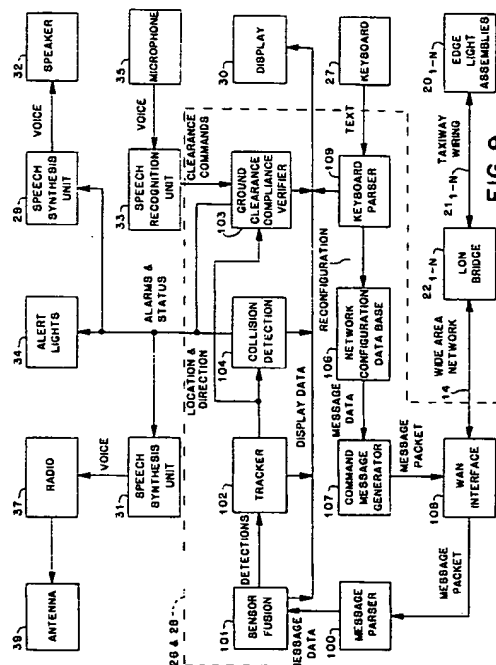 39
ANTENNA
37
RADIO
34
ALERT
LIGHTS
29
SPEECH
SYNTHESIS
UNIT
32
SPEAKER
VOICE
VOICE
31
SPEECH
SYNTHESIS
UNIT
ALARMS &
STATUS
33
SPEECH
RECOGNITION
UNIT
VOICE
35
MICROPHONE
26 & 28
LOCATION &
DIRECTION
CLEARANCE
COMMANDS
101
SENSOR
FUSION
DETECTIONS
102
TRACKER
104
COLLISION
DETECTION
103
GROUND
CLEARANCE
COMPLIANCE
VERIFIER
30
DISPLAY
MESSAGE
DATA
DISPLAY DATA
100
MESSAGE
PARSER
107
COMMAND
MESSAGE
GENERATOR
MESSAGE DATA
106
NETWORK
CONFIGURATION
DATA BASE
RECONFIGURATION
109
KEYBOARD
PARSER
TEXT
27
KEYBOARD
MESSAGE
PACKET
MESSAGE PACKET
108
WAN
INTERFACE
WIDE AREA
NETWORK
14
22 1-N
LON
BRIDGE
TAXIWAY
WIRING
21 1-N
20 1-N
EDGE
LIGHT
ASSEMBLIES